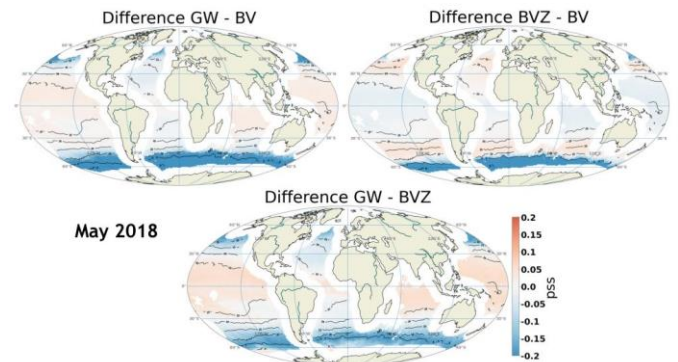 Difference GW - BV
Difference BVZ - BV
Difference GW - BVZ
May 2018
0.2
0.15
0.1
0.05
0.0
-0.05
-0.1
-0.15
-0.2
pss